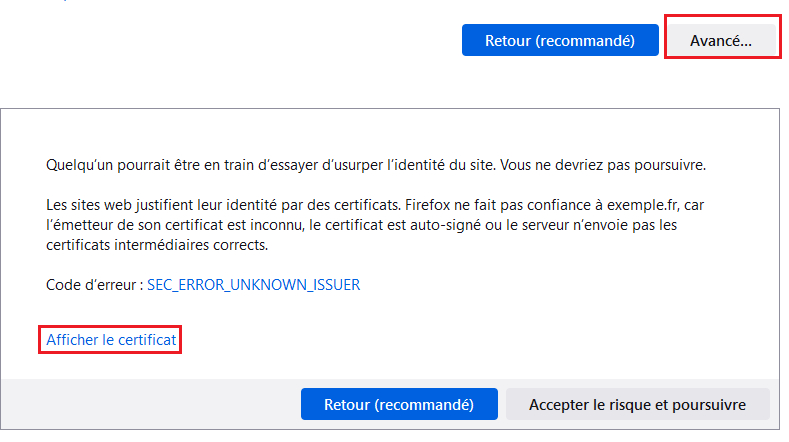 Retour (recommandé)
Avancé...
Quelqu’un pourrait être en train d’essayer d’usurper l’identité du site. Vous ne devriez pas poursuivre.
Les sites web justifient leur identité par des certificats. Firefox ne fait pas confiance à exemple.fr, car
l’émetteur de son certificat est inconnu, le certificat est auto-signé ou le serveur n’envoie pas les
certificats intermédiaires corrects.
Code d’erreur : SEC_ERROR_UNKNOWN_ISSUER
Afficher le certificat
Retour (recommandé)
Accepter le risque et poursuivre